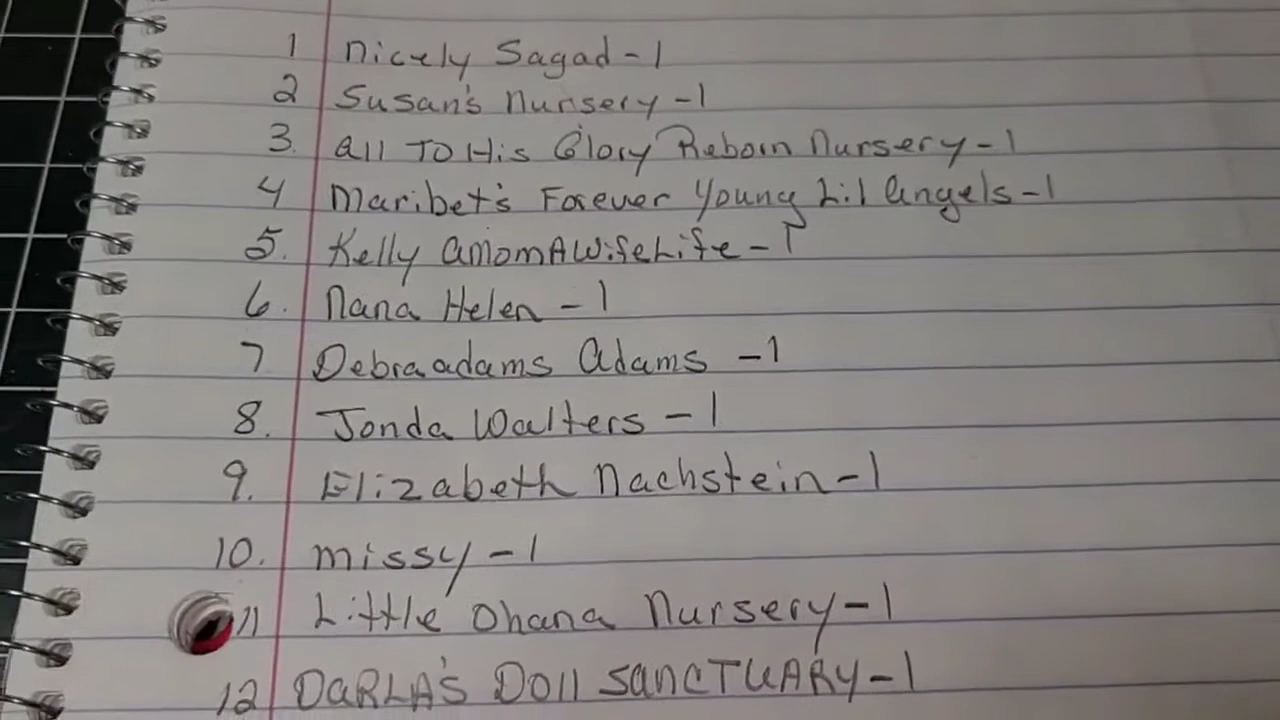 1 Nicely Sagad-1
2 Susan's Nursery-1
3. All To His Glory Reborn Nursery-1
4 Maribet's Forever Young Lil Angels-1
5. Kelly AMomAWifeLife-1
6. Nana Helen-1
7 Debraadams Adams-1
8. Jonda Walters-1
9. Elizabeth Nachstein-1
10. Missy-1
11 Little Ohana Nursery-1
12 DaRLA'S Doll SancTUARY-1